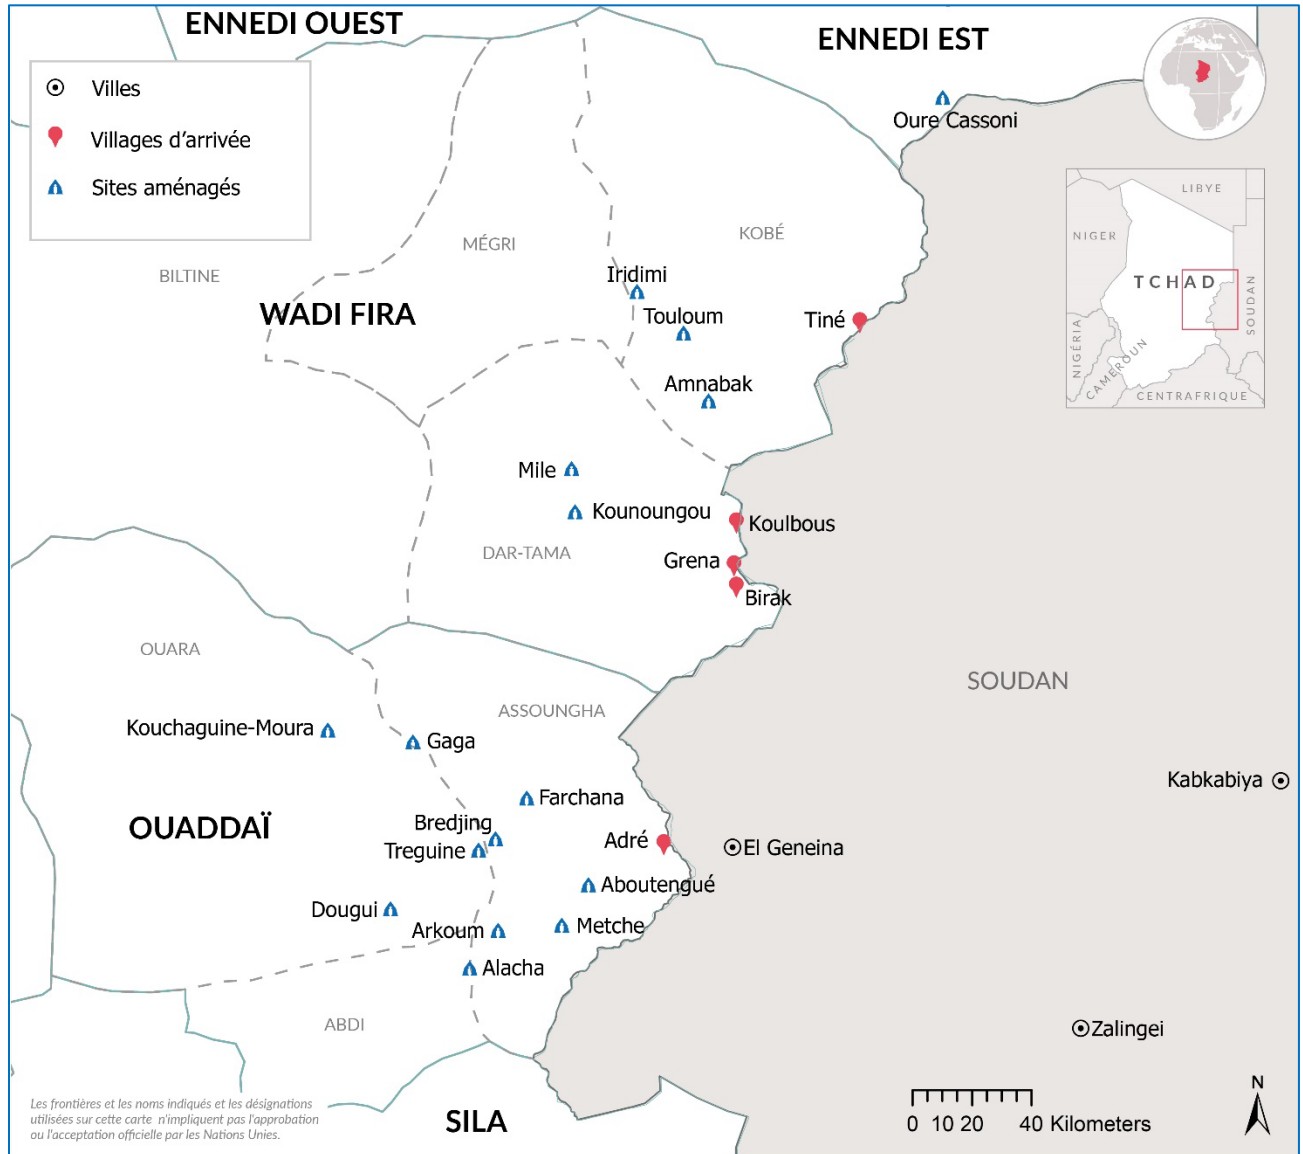 ENNEDI OUEST
ENNEDI EST
Villes
Villages d'arrivée
Sites aménagés
Oure Cassoni
LIBYE
NIGER
TCHAD
SOUDAN
NIGÉRIA
CAMEROUN
CENTRAFRIQUE
MÉGRI
KOBÉ
BILTINE
Iridimi
WADI FIRA
Touloum
Tiné
Amnabak
Mile
Kounoungou
Koulbous
DAR-TAMA
Grena
Birak
OUARA
SOUDAN
ASSOUNGHA
Kouchaguine-Moura
Gaga
Kabkabiya
Farchana
OUADDAÏ
Bredjing
Adré
El Geneina
Treguine
Aboutengué
Dougui
Arkoum
Metche
Alacha
ABDI
Zalingei
N
Les frontières et les noms indiqués et les désignations
utilisées sur cette carte n'impliquent pas l'approbation
ou l'acceptation officielle par les Nations Unies.
SILA
0 10 20 40 Kilometers